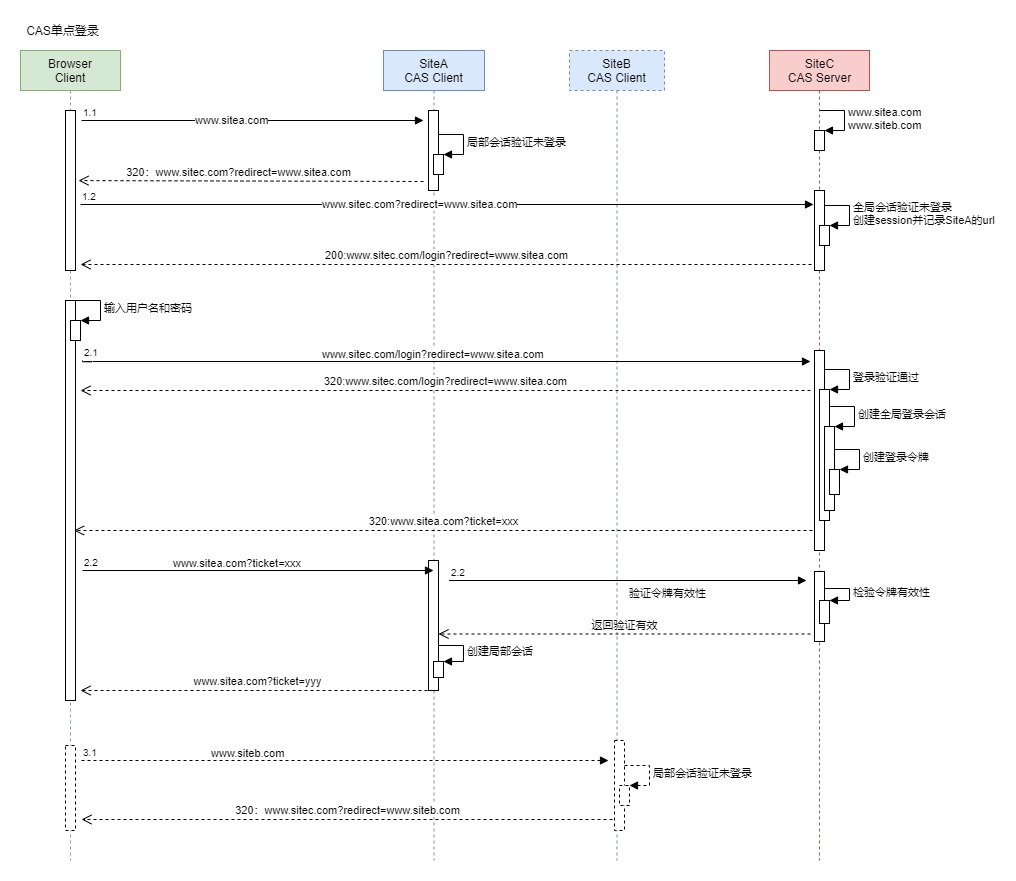 CAS单点登录
Browser
Client
SiteA
CAS Client
SiteB
CAS Client
SiteC
CAS Server
1.1
www.sitea.com
www.sitea.com
www.siteb.com
局部会话验证未登录
320：www.sitec.com?redirect=www.sitea.com
1.2
www.sitec.com?redirect=www.sitea.com
全局会话验证未登录
创建session并记录SiteA的url
200:www.sitec.com/login?redirect=www.sitea.com
输入用户名和密码
2.1
www.sitec.com/login?redirect=www.sitea.com
登录验证通过
320:www.sitec.com/login?redirect=www.sitea.com
创建全局登录会话
创建登录令牌
320:www.sitea.com?ticket=xxx
2.2
www.sitea.com?ticket=xxx
2.2
验证令牌有效性
检验令牌有效性
返回验证有效
创建局部会话
www.sitea.com?ticket=yyy
3.1
www.siteb.com
局部会话验证未登录
320：www.sitec.com?redirect=www.siteb.com